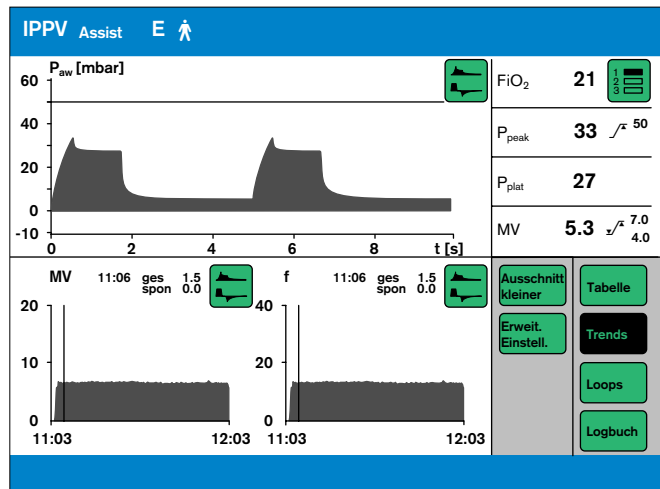 IPPV Assist E
Paw [mbar]
60
40
20
0
-10
0 2 4 6 8 t [s]
FiO2 21 1 2 3
Ppeak 33 50
Pplat 27
MV 5.3 7.0
4.0
MV 11:06 ges 1.5
spon 0.0
20
10
0
11:03 12:03
f 11:06 ges 1.5
spon 0.0
40
20
0
11:03 12:03
Ausschnitt
kleiner
Erweit.
Einstell.
Tabelle
Trends
Loops
Logbuch